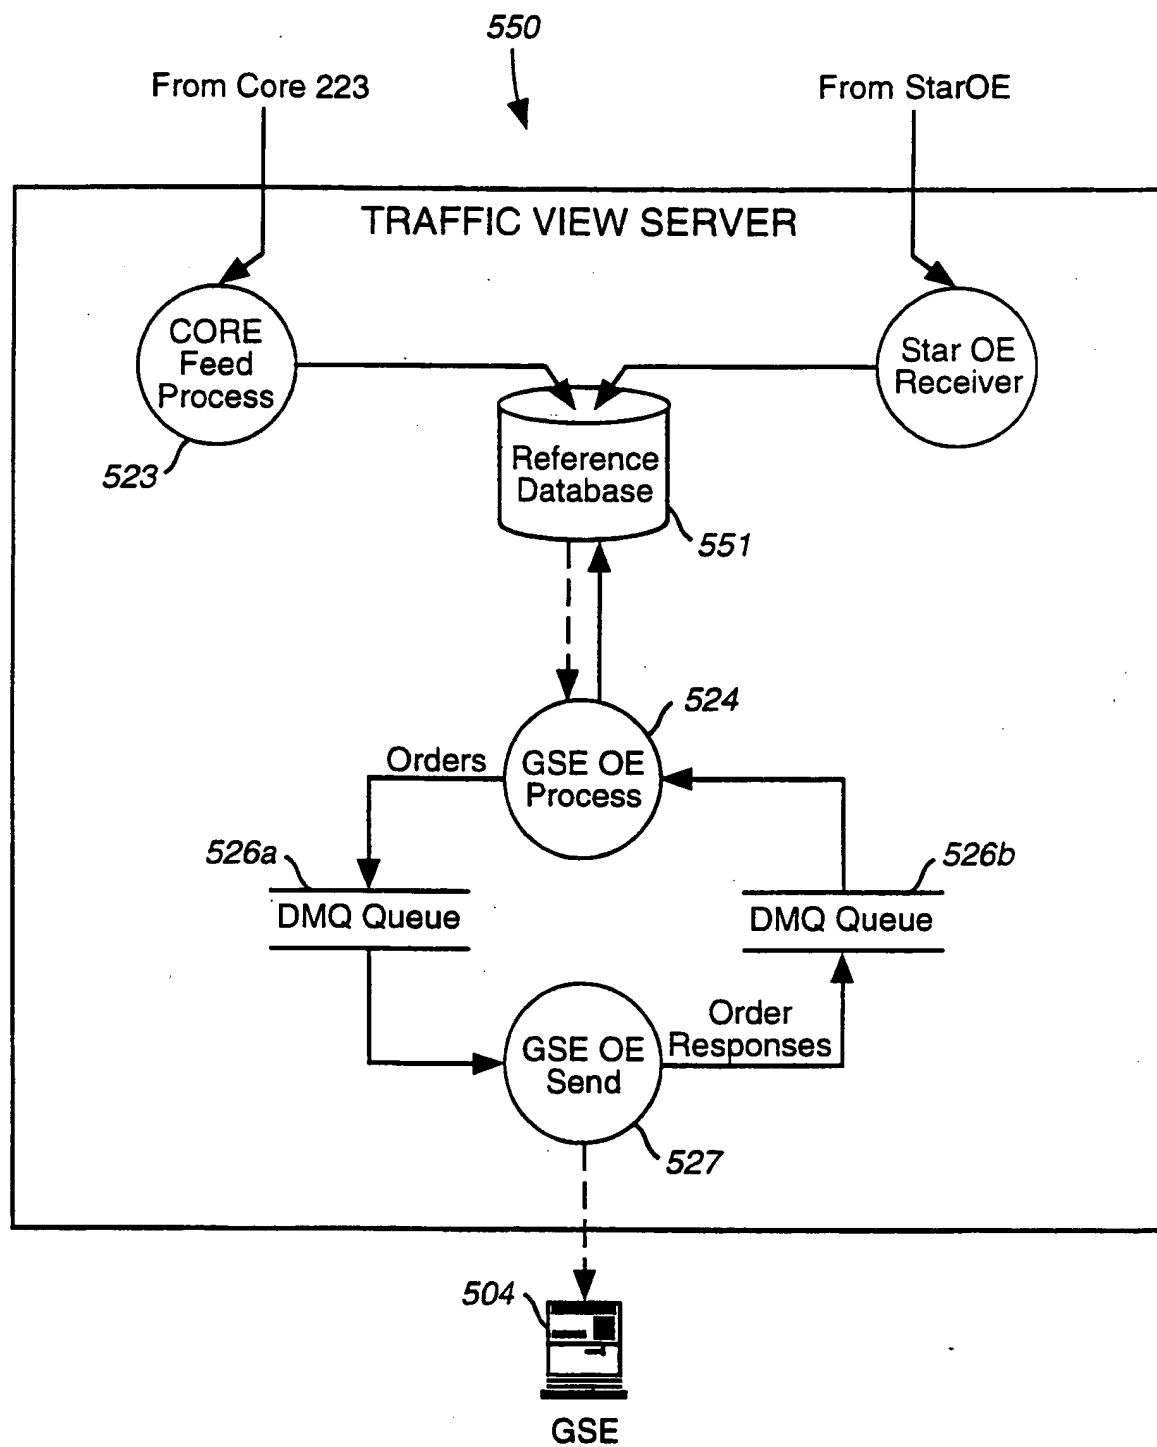 550
From Core 223
From StarOE
TRAFFIC VIEW SERVER
CORE
Feed
Process
523
Star OE
Receiver
Reference
Database
551
524
GSE OE
Process
Orders
526a
DMQ Queue
526b
DMQ Queue
GSE OE
Send
Order
Responses
527
504
GSE